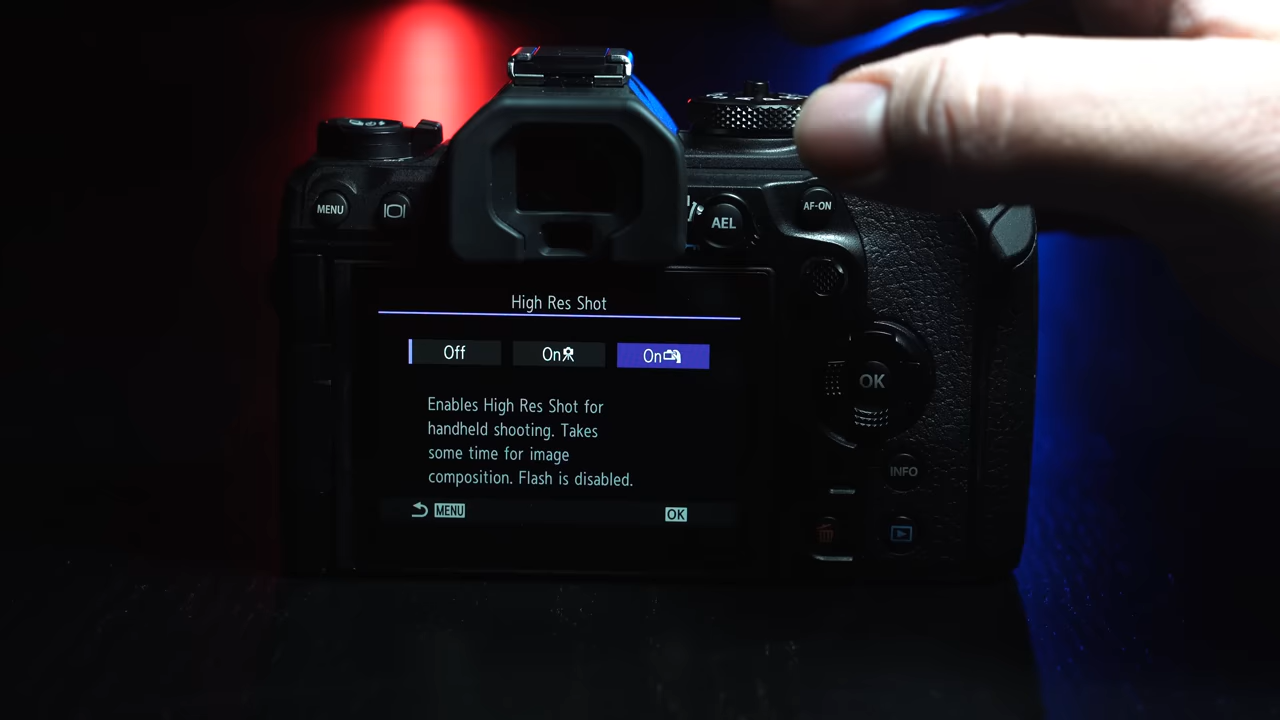 MENU
AEL
AF-ON
High Res Shot
Off
On
On
Enables High Res Shot for
handheld shooting. Takes
some time for image
composition. Flash is disabled.
MENU
OK
OK
INFO